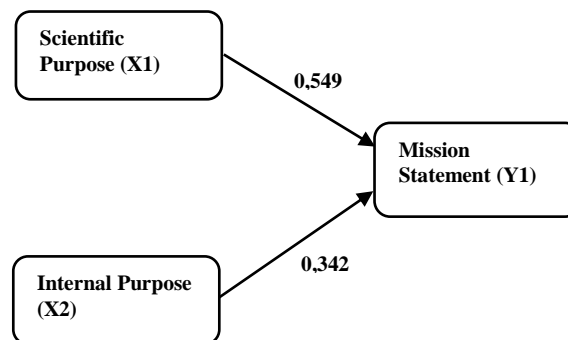 Scientific
Purpose (X1)
0,549
Mission
Statement (Y1)
0,342
Internal Purpose
(X2)